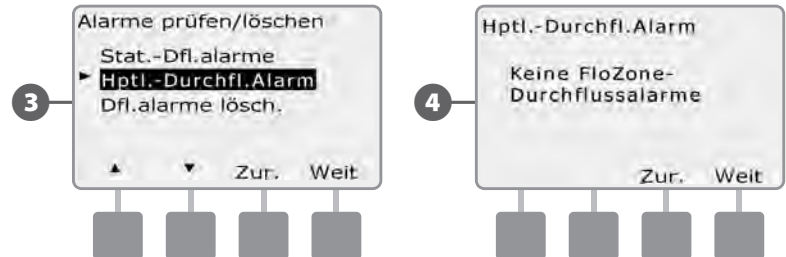 Alarme prüfen/löschen
Stat.-Dfl.alarme
► Hptl.-Durchfl.Alarm
Dfl.alarme lösch.
3
▲ ▼ Zur. Weit
Hptl.-Durchfl.Alarm
Keine FloZone-
Durchflussalarme
4
Zur. Weit